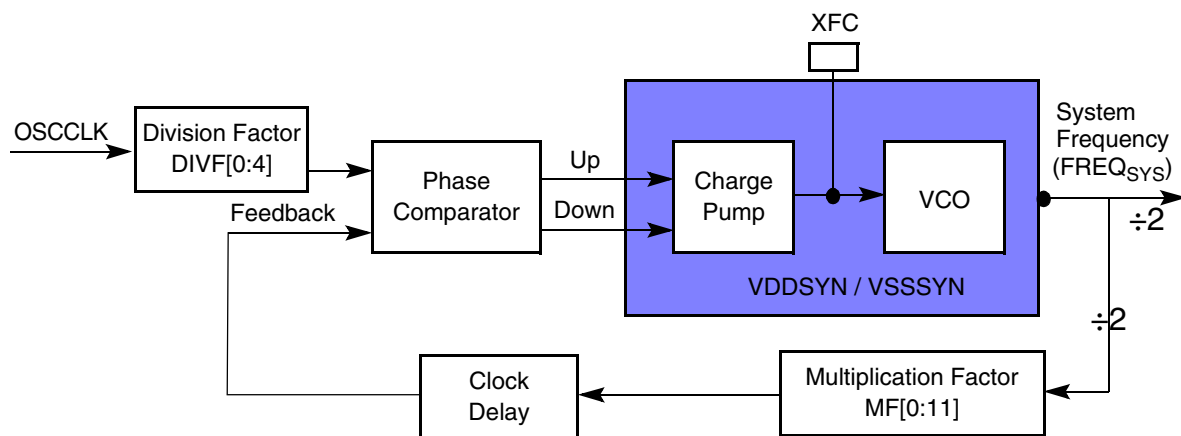 XFC
OSCCLK
Division Factor
DIVF[0:4]
Feedback
Phase
Comparator
Up
Down
Charge
Pump
VCO
VDDSYN / VSSSYN
System
Frequency
(FREQSYS)
÷2
÷2
Clock
Delay
Multiplication Factor
MF[0:11]